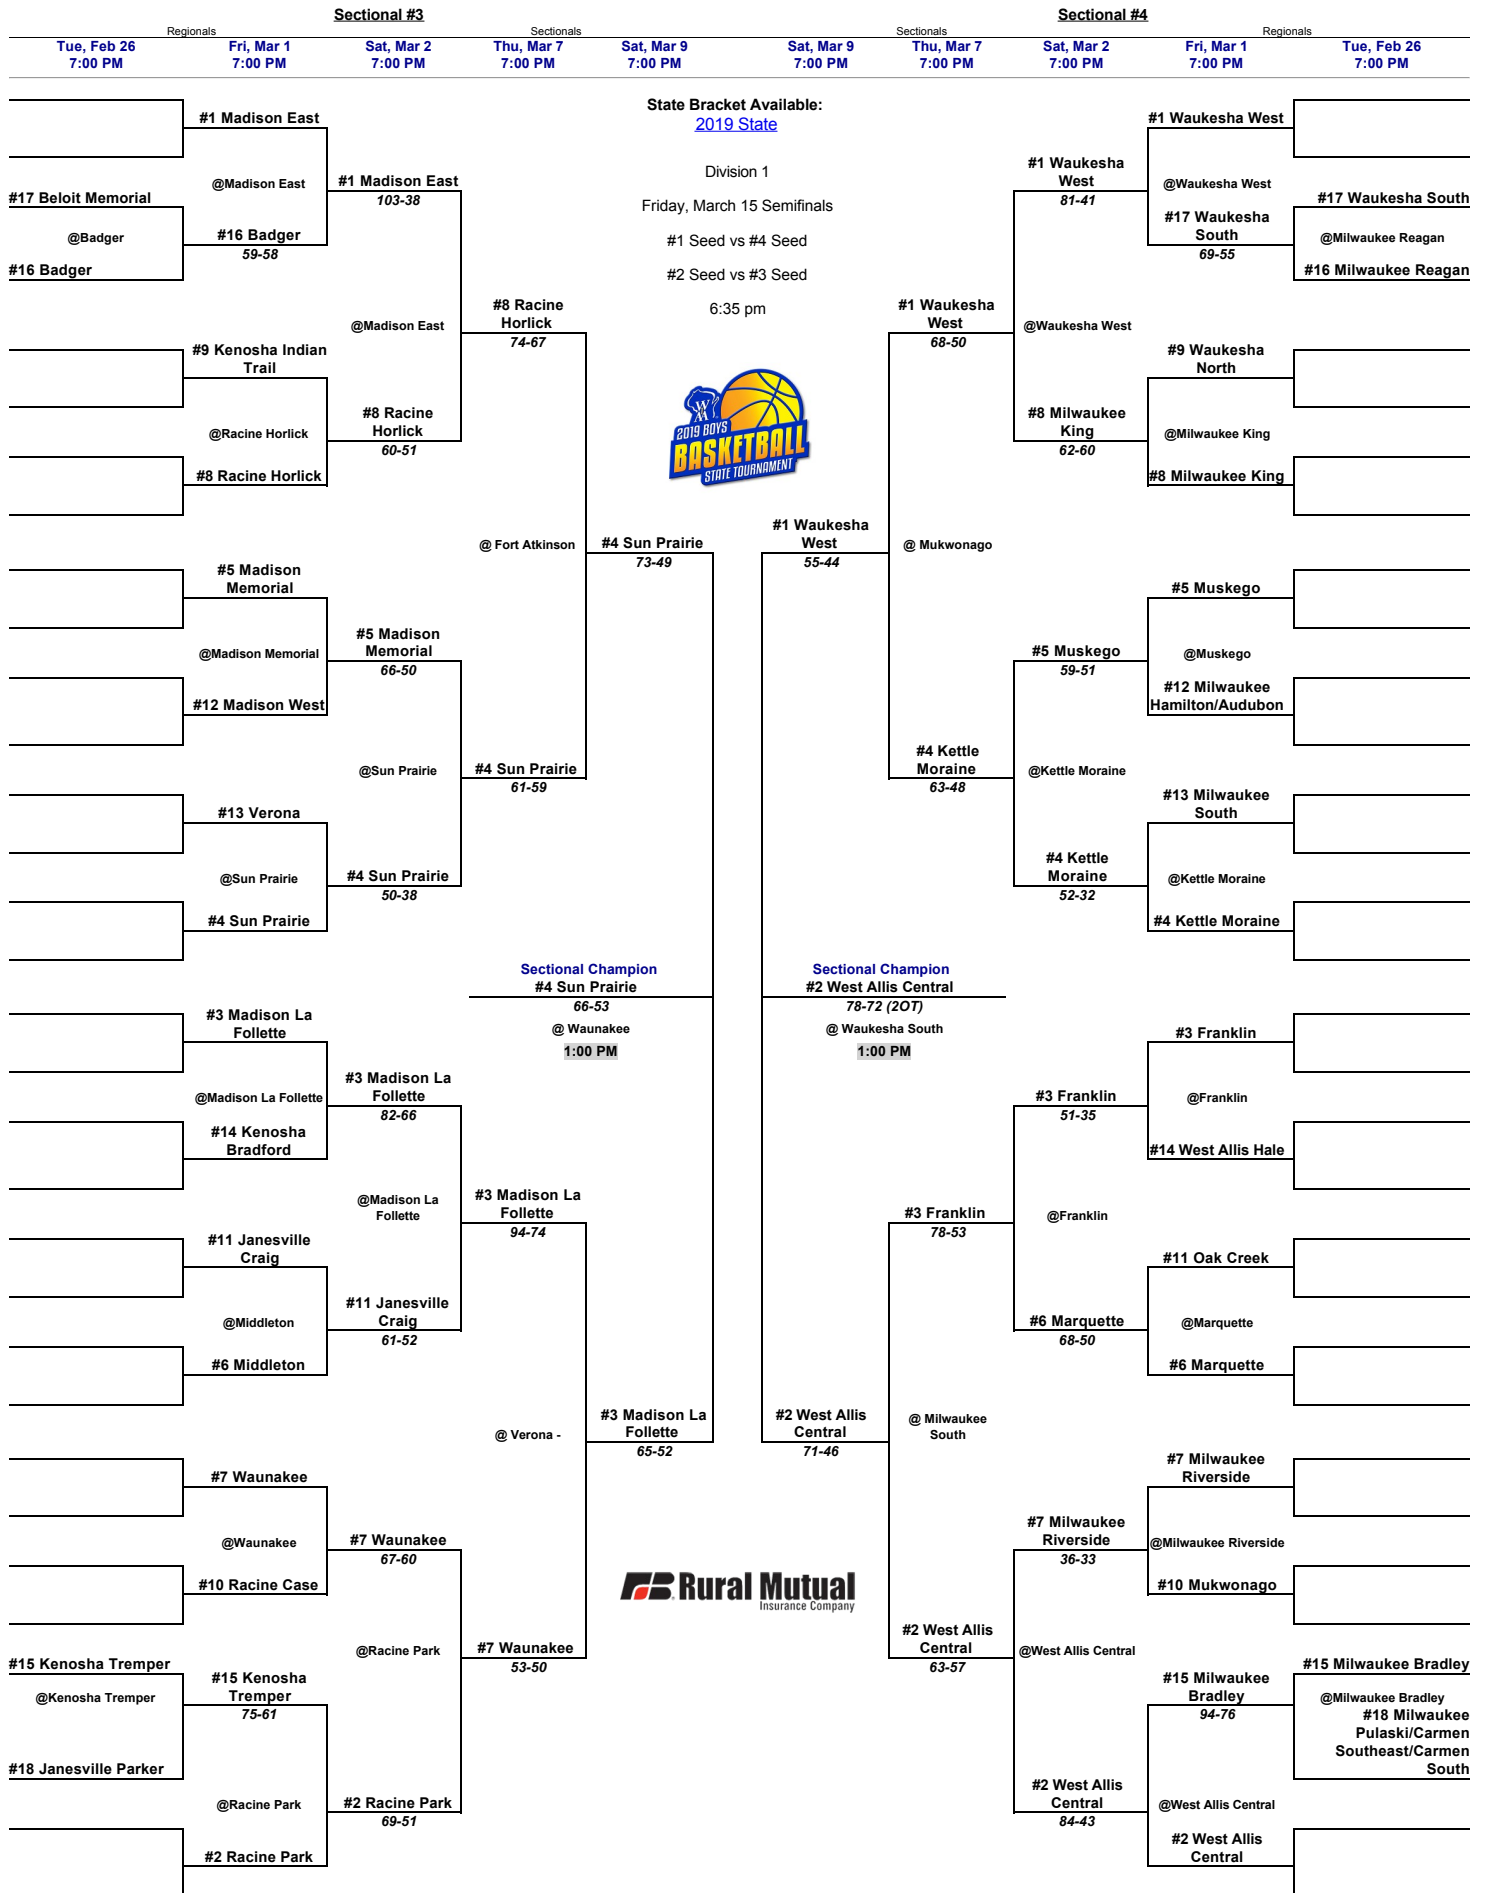 Sectional #3
Sectional #4
Regionals
Sectionals
Sectionals
Regionals
Tue, Feb 26
7:00 PM
Fri, Mar 1
7:00 PM
Sat, Mar 2
7:00 PM
Thu, Mar 7
7:00 PM
Sat, Mar 9
7:00 PM
Sat, Mar 9
7:00 PM
Thu, Mar 7
7:00 PM
Sat, Mar 2
7:00 PM
Fri, Mar 1
7:00 PM
Tue, Feb 26
7:00 PM
#17 Beloit Memorial
@Badger
#16 Badger
#15 Kenosha Tremper
@Kenosha Tremper
#18 Janesville Parker
#1 Madison East
@Madison East
#16 Badger
59-58
#9 Kenosha Indian
Trail
@Racine Horlick
#8 Racine Horlick
#5 Madison
Memorial
@Madison Memorial
#12 Madison West
#13 Verona
@Sun Prairie
#4 Sun Prairie
#3 Madison La
Follette
@Madison La Follette
#14 Kenosha
Bradford
#11 Janesville
Craig
@Middleton
#6 Middleton
#7 Waunakee
@Waunakee
#10 Racine Case
#15 Kenosha
Tremper
75-61
@Racine Park
#2 Racine Park
#1 Madison East
103-38
@Madison East
#8 Racine
Horlick
60-51
#5 Madison
Memorial
66-50
@Sun Prairie
#4 Sun Prairie
50-38
#3 Madison La
Follette
82-66
@Madison La
Follette
#11 Janesville
Craig
61-52
#7 Waunakee
67-60
@Racine Park
#2 Racine Park
69-51
#8 Racine
Horlick
74-67
@ Fort Atkinson
#4 Sun Prairie
61-59
#3 Madison La
Follette
94-74
@ Verona -
#7 Waunakee
53-50
#4 Sun Prairie
73-49
Sectional Champion
#4 Sun Prairie
66-53
@ Waunakee
1:00 PM
#3 Madison La
Follette
65-52
State Bracket Available:
2019 State
Division 1
Friday, March 15 Semifinals
#1 Seed vs #4 Seed
#2 Seed vs #3 Seed
6:35 pm
2019 BOYS
BASKETBALL
STATE TOURNAMENT
Rural Mutual
Insurance Company
#1 Waukesha
West
55-44
Sectional Champion
#2 West Allis Central
78-72 (2OT)
@ Waukesha South
1:00 PM
#2 West Allis
Central
71-46
#1 Waukesha
West
68-50
@ Mukwonago
#4 Kettle
Moraine
63-48
#3 Franklin
78-53
@ Milwaukee
South
#2 West Allis
Central
63-57
#1 Waukesha
West
81-41
@Waukesha West
#8 Milwaukee
King
62-60
#5 Muskego
59-51
@Kettle Moraine
#4 Kettle
Moraine
52-32
#3 Franklin
51-35
@Franklin
#6 Marquette
68-50
#7 Milwaukee
Riverside
36-33
@West Allis Central
#2 West Allis
Central
84-43
#1 Waukesha West
@Waukesha West
#17 Waukesha
South
69-55
#9 Waukesha
North
@Milwaukee King
#8 Milwaukee King
#5 Muskego
@Muskego
#12 Milwaukee
Hamilton/Audubon
#13 Milwaukee
South
@Kettle Moraine
#4 Kettle Moraine
#3 Franklin
@Franklin
#14 West Allis Hale
#11 Oak Creek
@Marquette
#6 Marquette
#7 Milwaukee
Riverside
@Milwaukee Riverside
#10 Mukwonago
#15 Milwaukee
Bradley
94-76
@West Allis Central
#2 West Allis
Central
#17 Waukesha South
@Milwaukee Reagan
#16 Milwaukee Reagan
#15 Milwaukee Bradley
@Milwaukee Bradley
#18 Milwaukee
Pulaski/Carmen
Southeast/Carmen
South